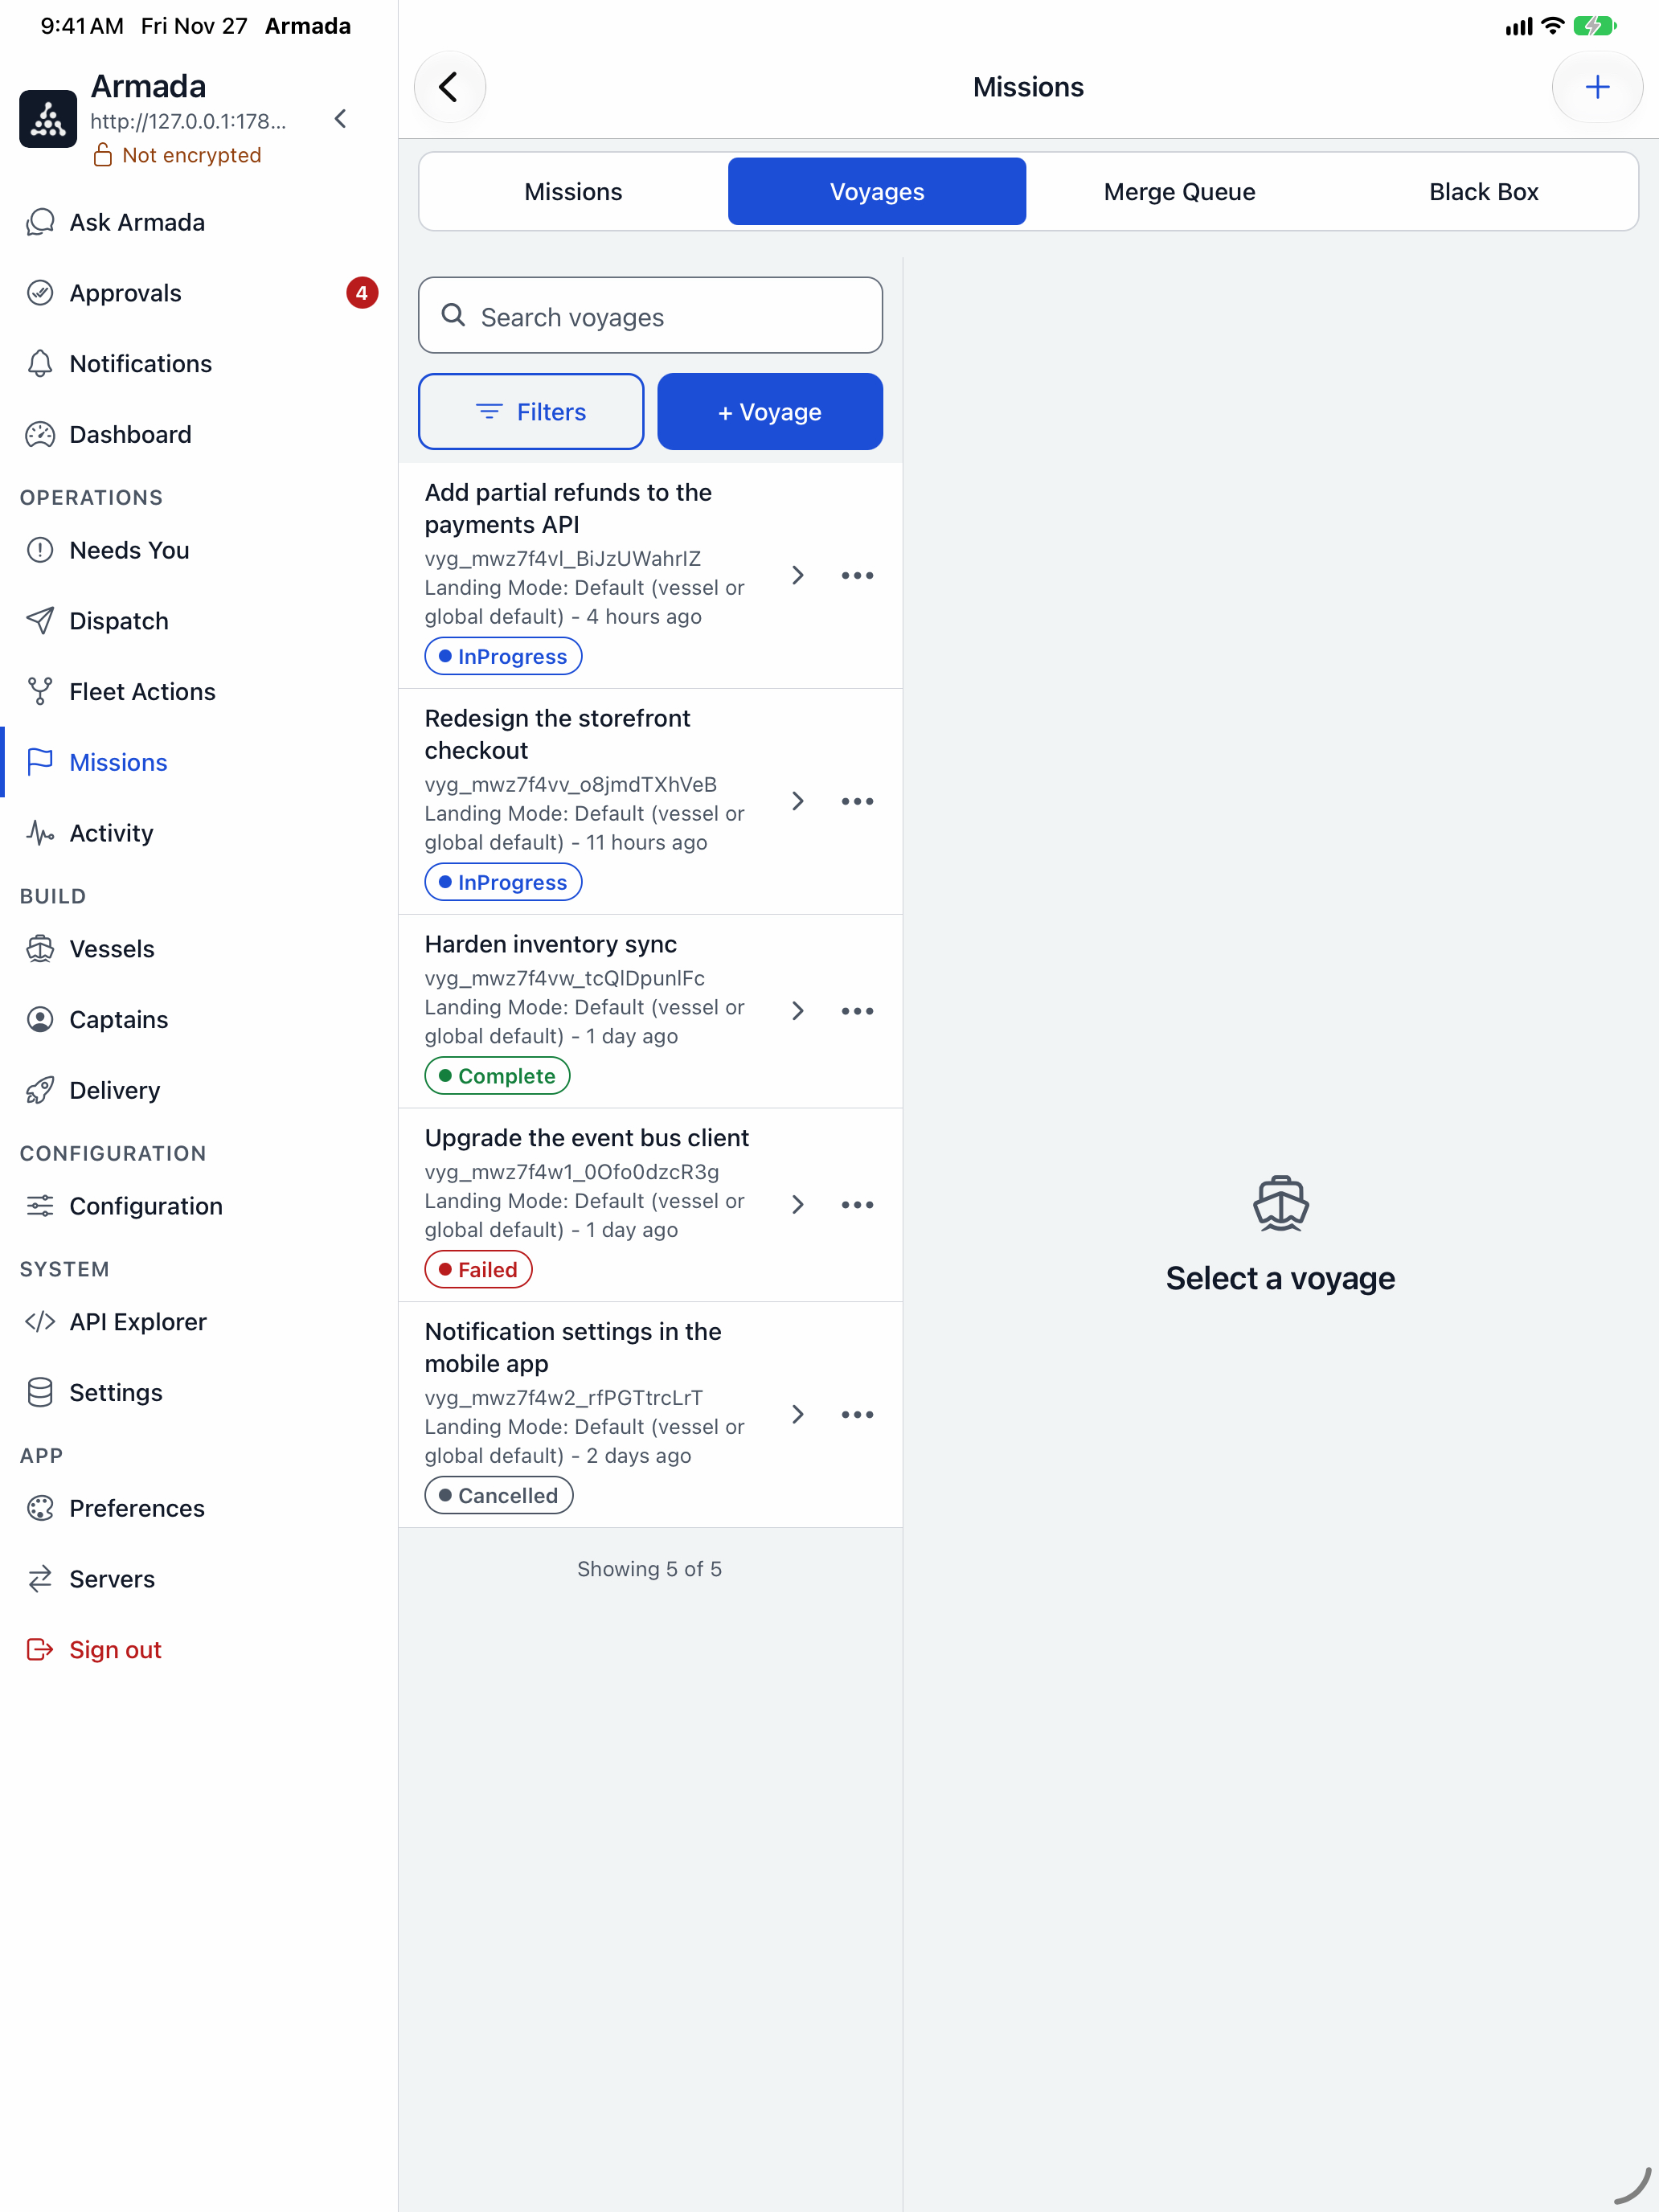 9:41 AM Fri Nov 27 Armada
Armada
http://127.0.0.1:178...
Not encrypted
Ask Armada
Approvals
4
Notifications
Dashboard
OPERATIONS
Needs You
Dispatch
Fleet Actions
Missions
Activity
BUILD
Vessels
Captains
Delivery
CONFIGURATION
Configuration
SYSTEM
API Explorer
Settings
APP
Preferences
Servers
Sign out
Missions
Missions
Voyages
Merge Queue
Black Box
Search voyages
Filters
+ Voyage
Add partial refunds to the
payments API
vyg_mwz7f4vl_BiJzUWahrIZ
Landing Mode: Default (vessel or
global default) - 4 hours ago
InProgress
Redesign the storefront
checkout
vyg_mwz7f4vv_o8jmdTXhVeB
Landing Mode: Default (vessel or
global default) - 11 hours ago
InProgress
Harden inventory sync
vyg_mwz7f4vw_tcQlDpunlFc
Landing Mode: Default (vessel or
global default) - 1 day ago
Complete
Upgrade the event bus client
vyg_mwz7f4w1_0Ofo0dzcR3g
Landing Mode: Default (vessel or
global default) - 1 day ago
Failed
Notification settings in the
mobile app
vyg_mwz7f4w2_rfPGTtrcLrT
Landing Mode: Default (vessel or
global default) - 2 days ago
Cancelled
Showing 5 of 5
Select a voyage